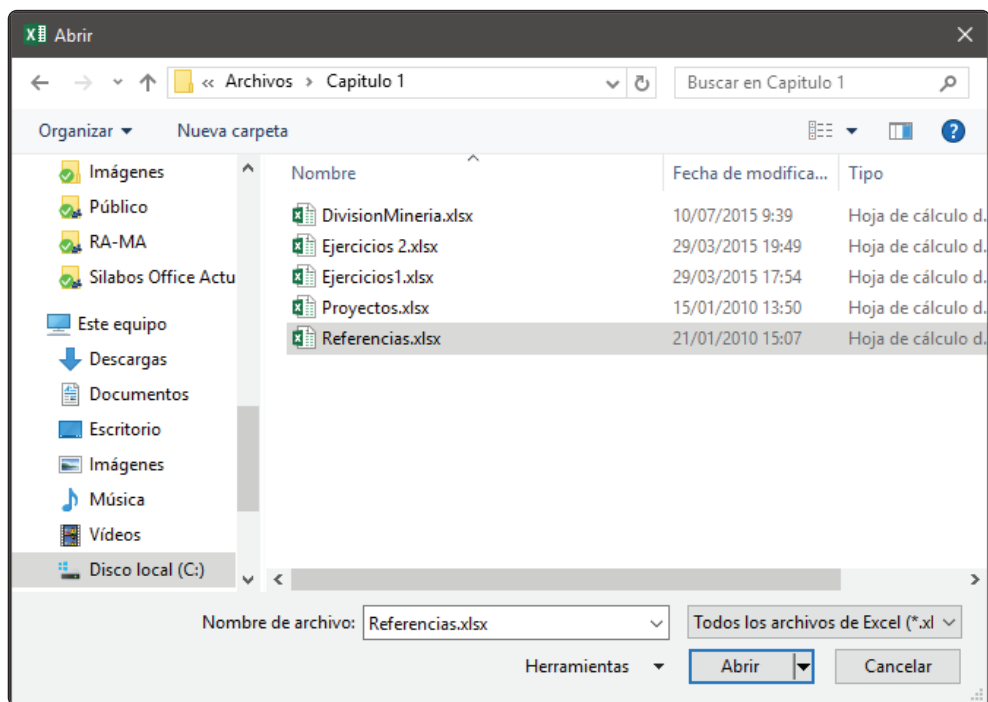 Abrir
« Archivos > Capitulo 1
Buscar en Capitulo 1
Organizar
Nueva carpeta
Imágenes
Público
RA-MA
Silabos Office Actu
Este equipo
Descargas
Documentos
Escritorio
Imágenes
Música
Vídeos
Disco local (C:)
Nombre Fecha de modifica... Tipo
DivisionMineria.xlsx 10/07/2015 9:39 Hoja de cálculo d.
Ejercicios 2.xlsx 29/03/2015 19:49 Hoja de cálculo d.
Ejercicios1.xlsx 29/03/2015 17:54 Hoja de cálculo d.
Proyectos.xlsx 15/01/2010 13:50 Hoja de cálculo d.
Referencias.xlsx 21/01/2010 15:07 Hoja de cálculo d.
Nombre de archivo: Referencias.xlsx
Todos los archivos de Excel (*.xl
Herramientas
Abrir
Cancelar